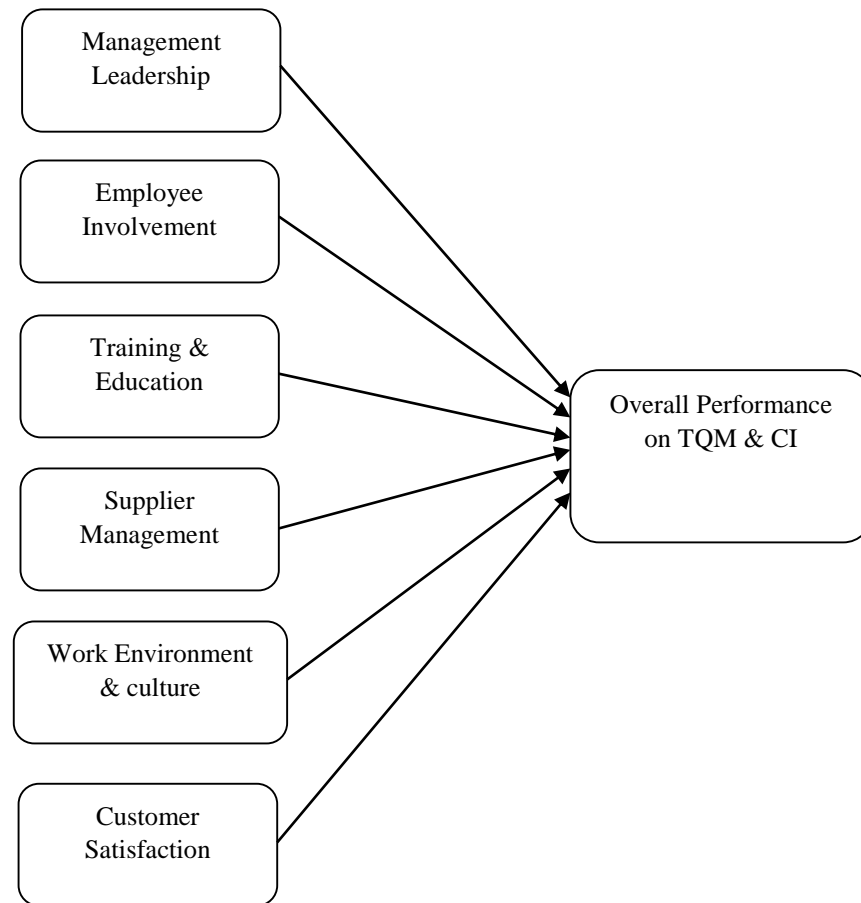 Management
Leadership
Employee
Involvement
Training &
Education
Supplier
Management
Work Environment
& culture
Customer
Satisfaction
Overall Performance
on TQM & CI